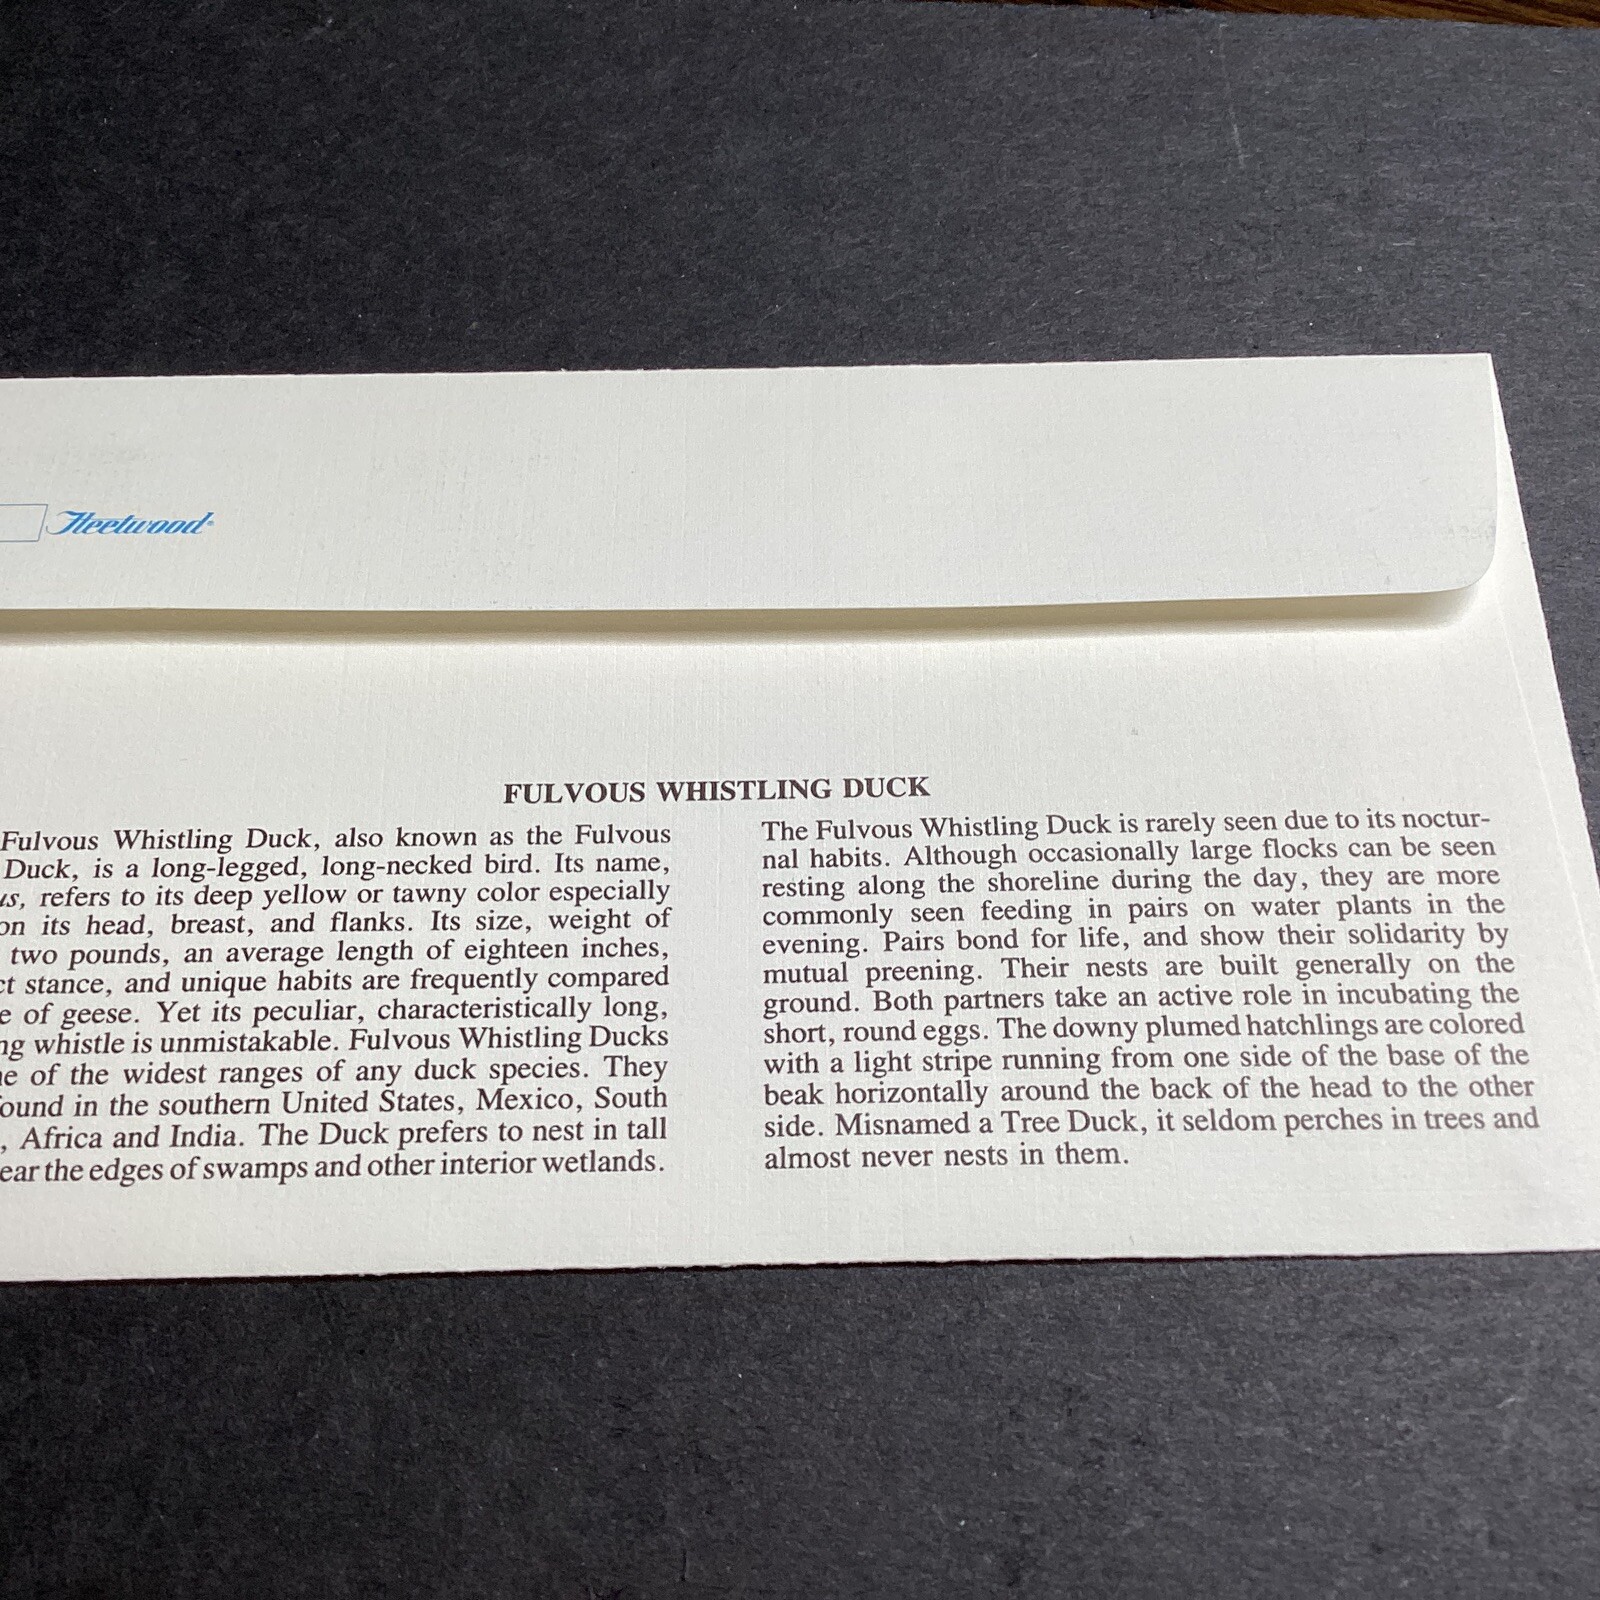 Fleetwood®
FULVOUS WHISTLING DUCK
Fulvous Whistling Duck, also known as the Fulvous
Duck, is a long-legged, long-necked bird. Its name,
refers to its deep yellow or tawny color especially
on its head, breast, and flanks. Its size, weight of
two pounds, an average length of eighteen inches,
stance, and unique habits are frequently compared
of geese. Yet its peculiar, characteristically long,
whistle is unmistakable. Fulvous Whistling Ducks
of the widest ranges of any duck species. They
in the southern United States, Mexico, South
, Africa and India. The Duck prefers to nest in tall
the edges of swamps and other interior wetlands.
The Fulvous Whistling Duck is rarely seen due to its noctur-
nal habits. Although occasionally large flocks can be seen
resting along the shoreline during the day, they are more
commonly seen feeding in pairs on water plants in the
evening. Pairs bond for life, and show their solidarity by
mutual preening. Their nests are built generally on the
ground. Both partners take an active role in incubating the
short, round eggs. The downy plumed hatchlings are colored
with a light stripe running from one side of the base of the
beak horizontally around the back of the head to the other
side. Misnamed a Tree Duck, it seldom perches in trees and
almost never nests in them.